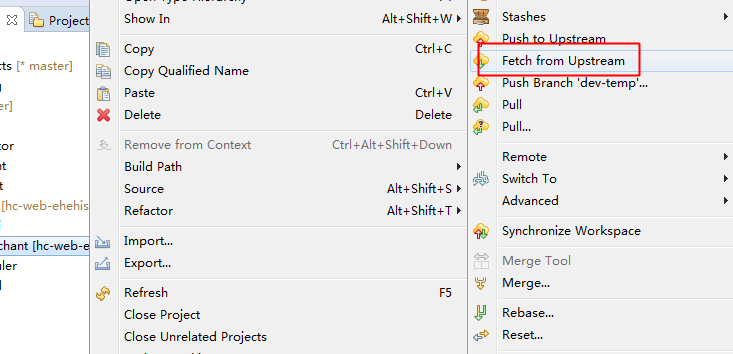 Project
cts [* master]
ter]
tor
nt
t
[hc-web-ehehis
chant [hc-web-e
uler
l
Show In Alt+Shift+W
Copy Ctrl+C
Copy Qualified Name
Paste Ctrl+V
Delete Delete
Remove from Context Ctrl+Alt+Shift+Down
Build Path
Source Alt+Shift+S
Refactor Alt+Shift+T
Import...
Export...
Refresh F5
Close Project
Close Unrelated Projects
Stashes
Push to Upstream
Fetch from Upstream
Push Branch 'dev-temp'...
Pull
Pull...
Remote
Switch To
Advanced
Synchronize Workspace
Merge Tool
Merge...
Rebase...
Reset...